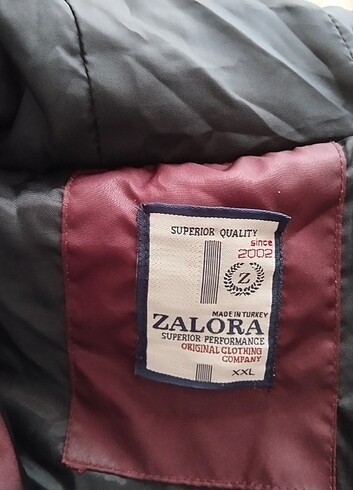 SUPERIOR QUALITY
since
2002
Z
MADE IN TURKEY
ZALORA
SUPERIOR PERFORMANCE
ORIGINAL CLOTHING
COMPANY
XXL